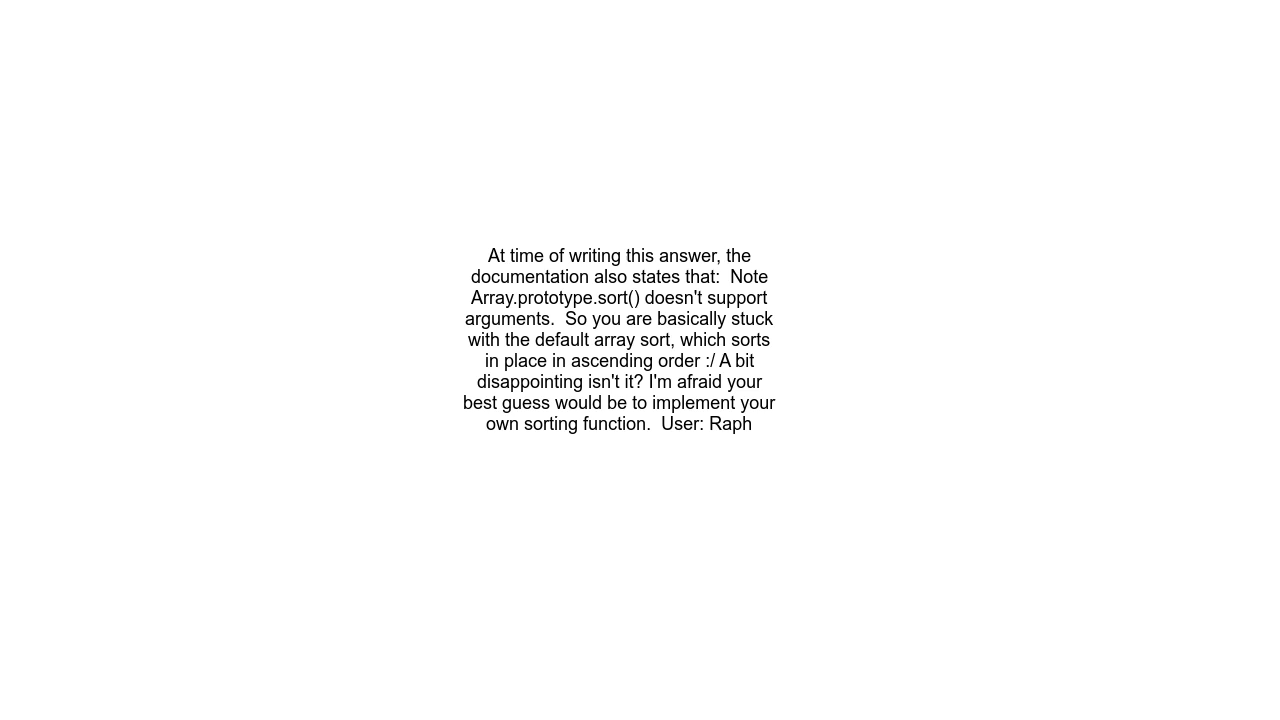 At time of writing this answer, the
documentation also states that:  Note
Array.prototype.sort() doesn't support
arguments.  So you are basically stuck
with the default array sort, which sorts
in place in ascending order :/ A bit
disappointing isn't it? I'm afraid your
best guess would be to implement your
own sorting function.  User: Raph